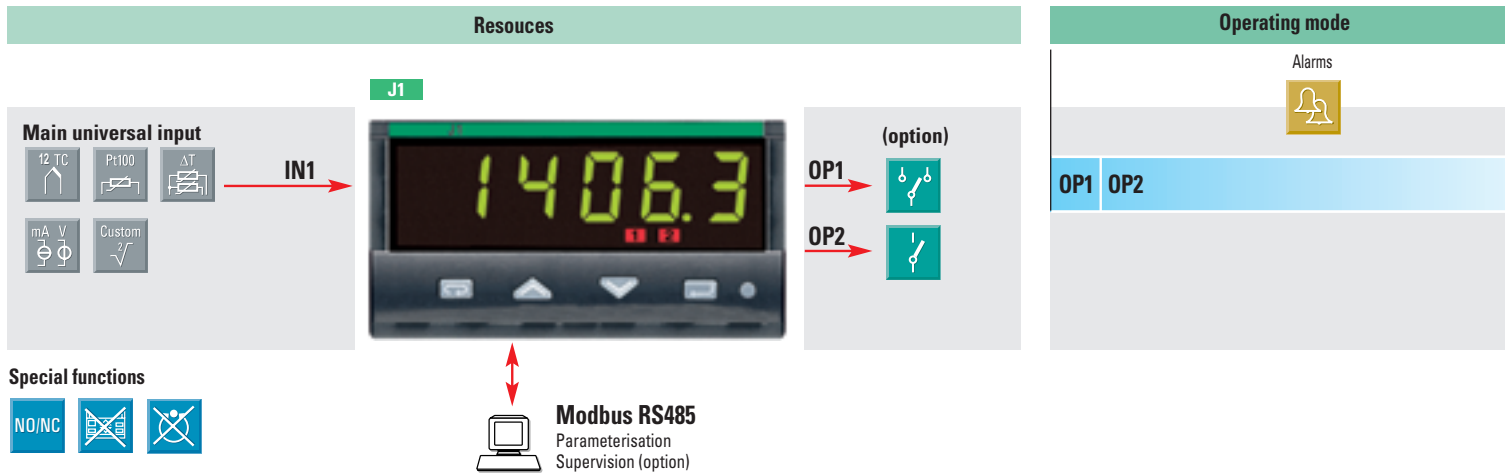 Resouces
Operating mode
Alarms
J1
Main universal input
12 TC
Pt100
ΔT
mA V
Custom
2√
IN1
1406.3
1 2
(option)
OP1
OP2
OP1 OP2
Special functions
NO/NC
Modbus RS485
Parameterisation
Supervision (option)